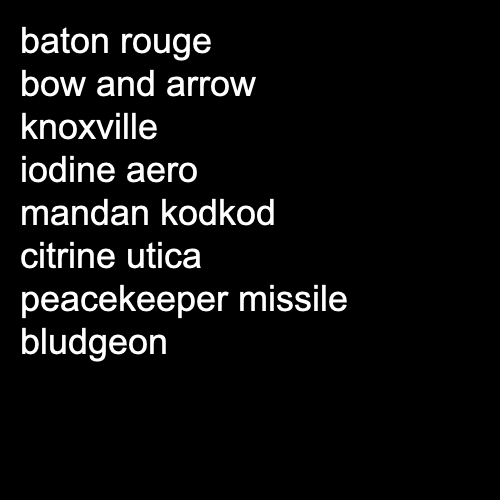 baton rouge
bow and arrow
knoxville
iodine aero
mandan kodkod
citrine utica
peacekeeper missile
bludgeon